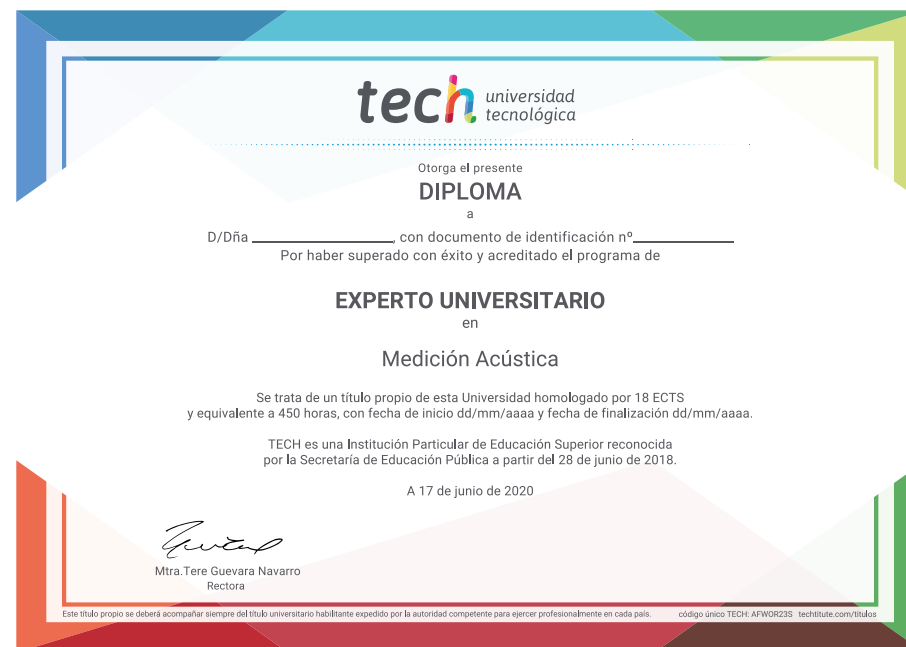 tech universidad
tecnológica
Otorga el presente
DIPLOMA
a
D/Dña ____________________, con documento de identificación nº______________
Por haber superado con éxito y acreditado el programa de
EXPERTO UNIVERSITARIO
en
Medición Acústica
Se trata de un título propio de esta Universidad homologado por 18 ECTS
y equivalente a 450 horas, con fecha de inicio dd/mm/aaaa y fecha de finalización dd/mm/aaaa.
TECH es una Institución Particular de Educación Superior reconocida
por la Secretaría de Educación Pública a partir del 28 de junio de 2018.
A 17 de junio de 2020
Mtra.Tere Guevara Navarro
Rectora
Este título propio se deberá acompañar siempre del título universitario habilitante expedido por la autoridad competente para ejercer profesionalmente en cada país. código único TECH: AFWOR23S techtitute.com/titulos